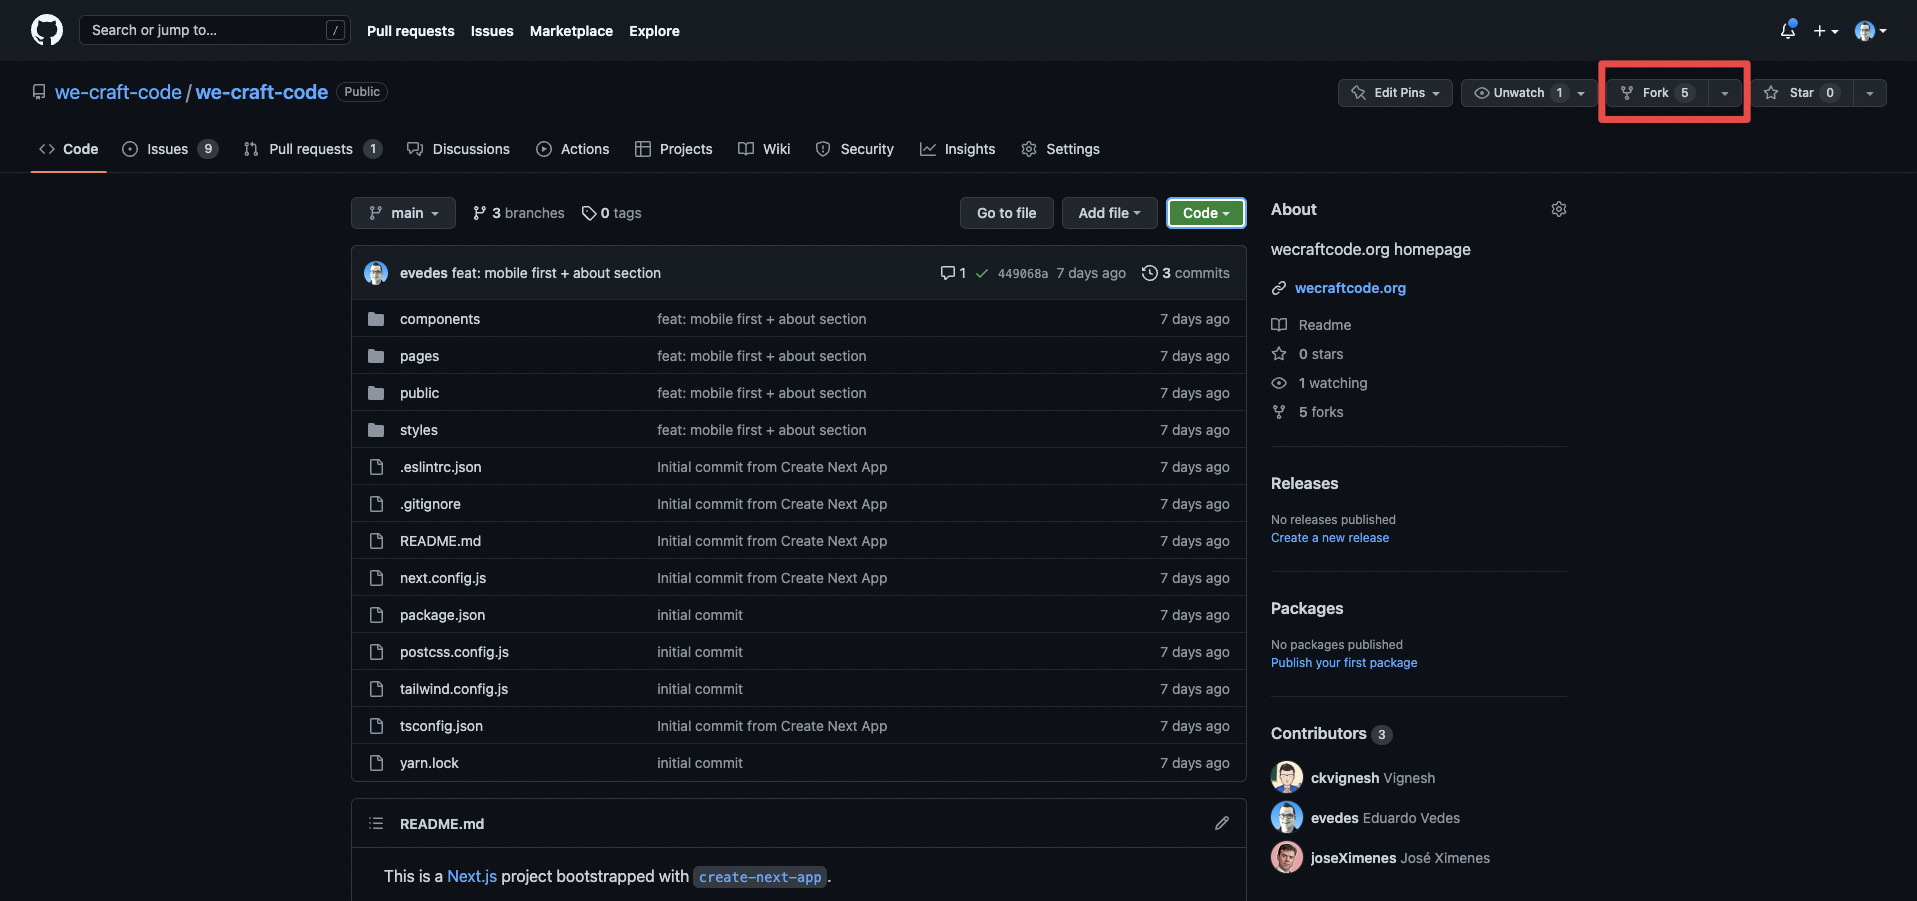 Search or jump to... /
Pull requests Issues Marketplace Explore
we-craft-code / we-craft-code Public
Edit Pins Unwatch 1 Fork 5 Star 0
Code Issues 9 Pull requests 1 Discussions Actions Projects Wiki Security Insights Settings
main 3 branches 0 tags Go to file Add file Code
evedes feat: mobile first + about section 1 449068a 7 days ago 3 commits
components feat: mobile first + about section 7 days ago
pages feat: mobile first + about section 7 days ago
public feat: mobile first + about section 7 days ago
styles feat: mobile first + about section 7 days ago
.eslintrc.json Initial commit from Create Next App 7 days ago
.gitignore Initial commit from Create Next App 7 days ago
README.md Initial commit from Create Next App 7 days ago
next.config.js Initial commit from Create Next App 7 days ago
package.json initial commit 7 days ago
postcss.config.js initial commit 7 days ago
tailwind.config.js initial commit 7 days ago
tsconfig.json Initial commit from Create Next App 7 days ago
yarn.lock initial commit 7 days ago
README.md
This is a Next.js project bootstrapped with create-next-app.
About
wecraftcode.org homepage
wecraftcode.org
Readme
0 stars
1 watching
5 forks
Releases
No releases published
Create a new release
Packages
No packages published
Publish your first package
Contributors 3
ckvignesh Vignesh
evedes Eduardo Vedes
joseXimenes José Ximenes